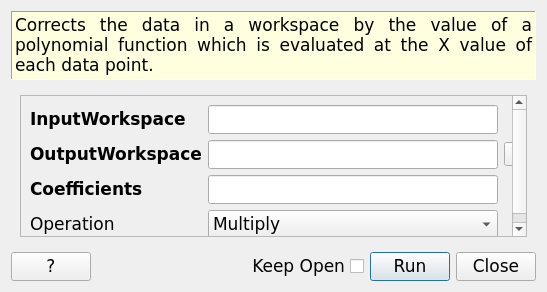 Corrects the data in a workspace by the value of a
polynomial function which is evaluated at the X value of
each data point.
InputWorkspace
OutputWorkspace
Coefficients
Operation Multiply
? Keep Open Run Close